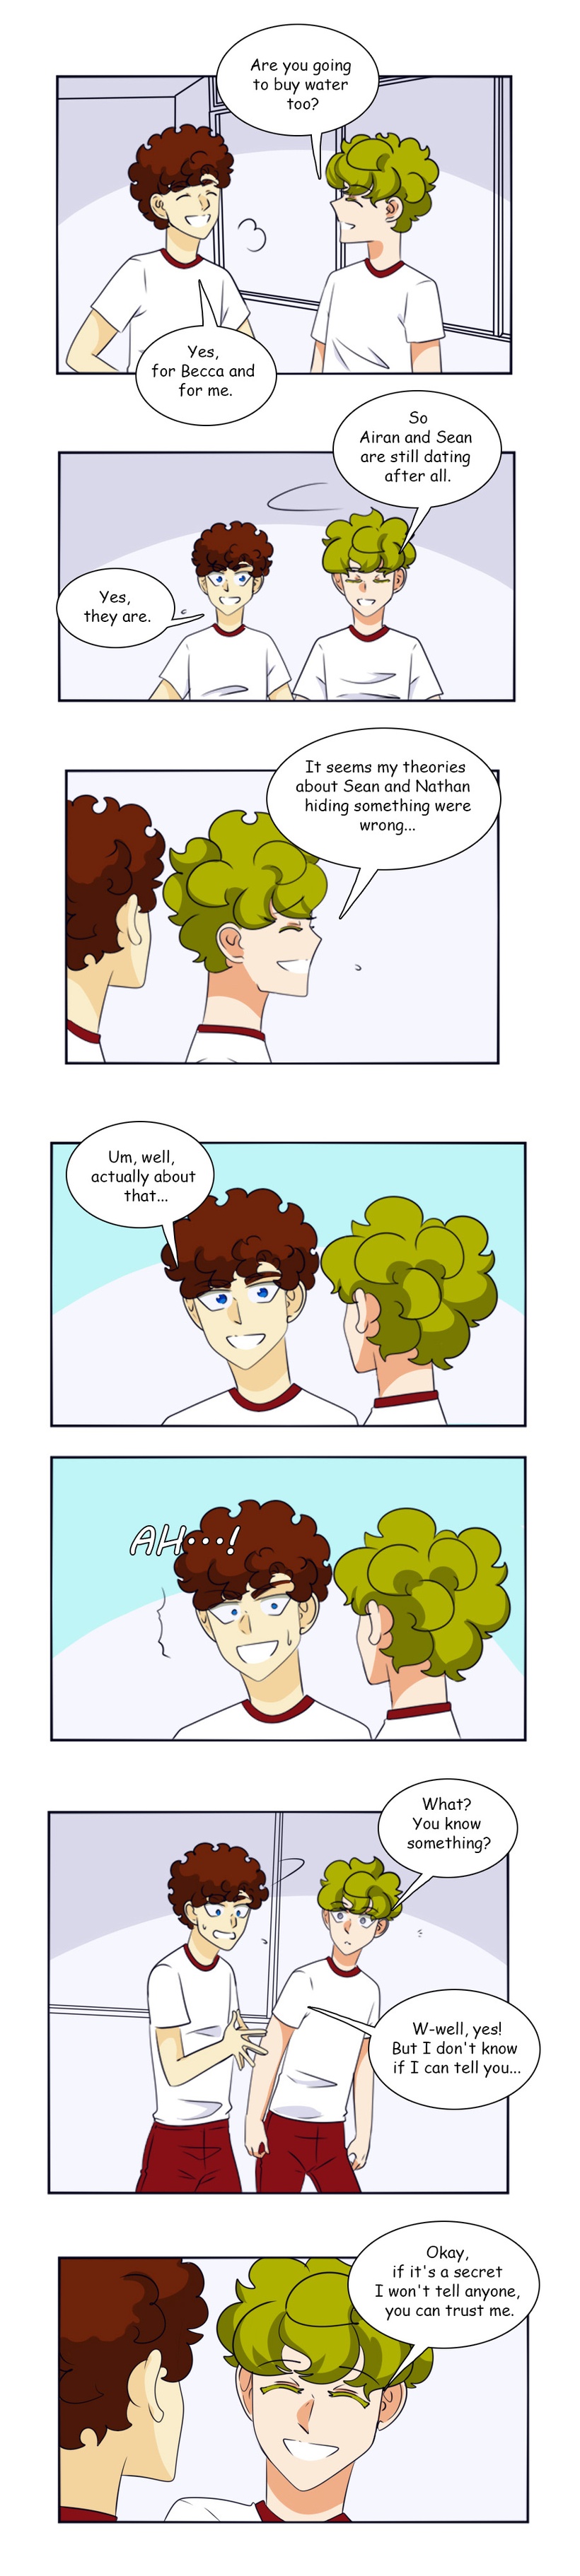 Are you going
to buy water
too?
Yes,
for Becca and
for me.
So
Airan and Sean
are still dating
after all.
Yes,
they are.
It seems my theories
about Sean and Nathan
hiding something were
wrong...
Um, well,
actually about
that...
AH...!
What?
You know
something?
W-well, yes!
But I don't know
if I can tell you...
Okay,
if it's a secret
I won't tell anyone,
you can trust me.